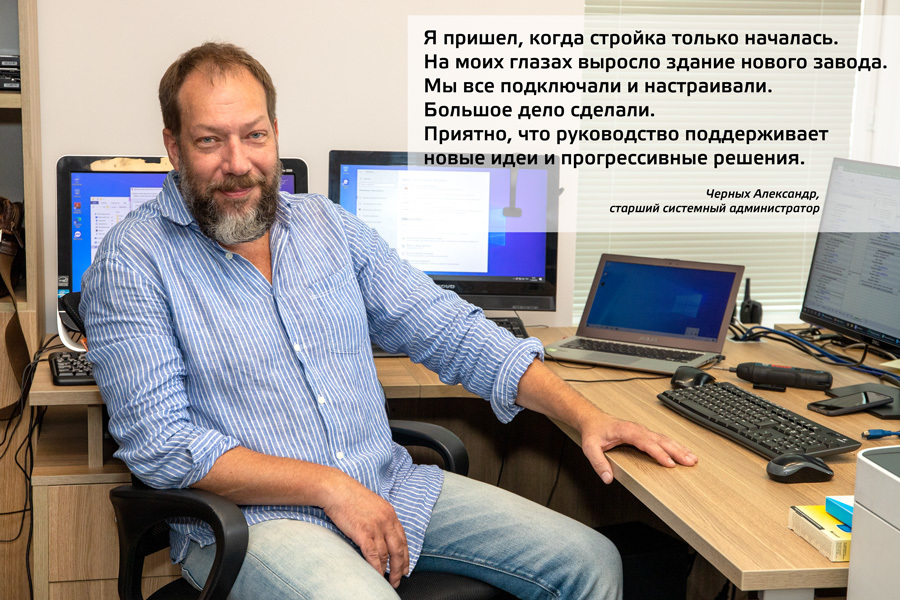 Я пришел, когда стройка только началась.
На моих глазах выросло здание нового завода.
Мы все подключали и настраивали.
Большое дело сделали.
Приятно, что руководство поддерживает
новые идеи и прогрессивные решения.
Черных Александр,
старший системный администратор